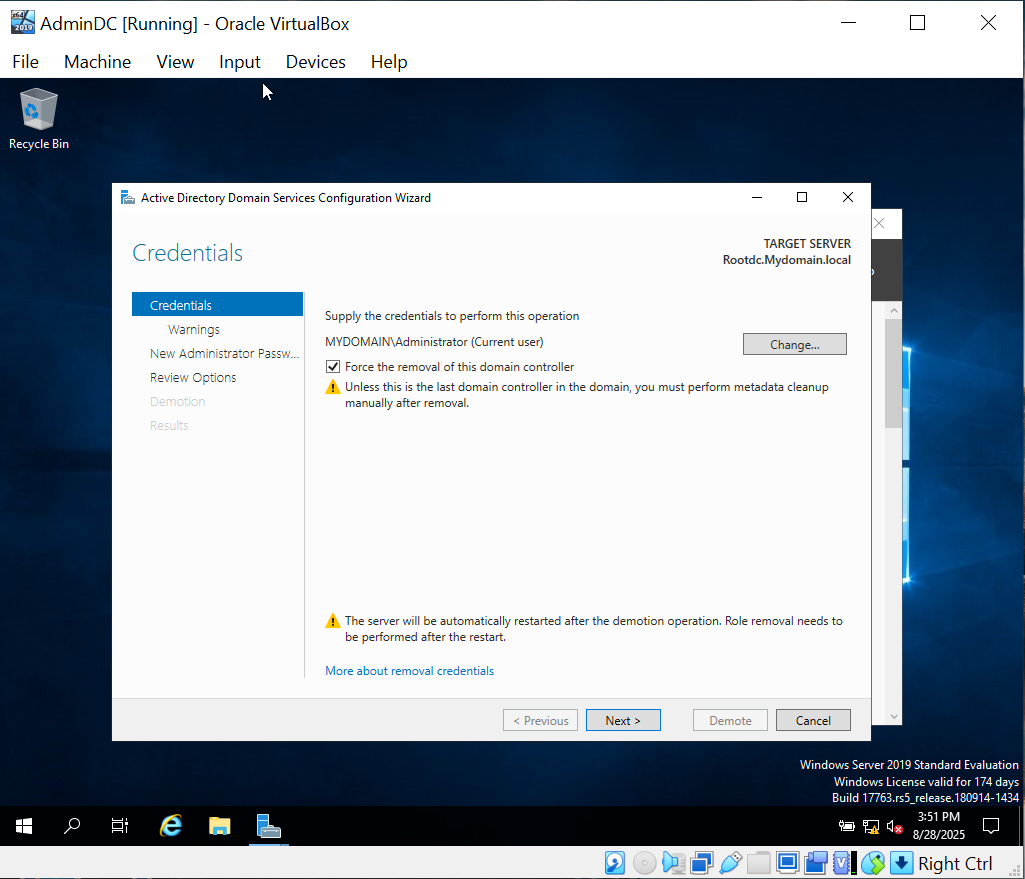 AdminDC [Running] - Oracle VirtualBox
File Machine View Input Devices Help
Recycle Bin
Active Directory Domain Services Configuration Wizard
Credentials
TARGET SERVER
Rootdc.Mydomain.local
Credentials
Warnings
New Administrator Passw...
Review Options
Demotion
Results
Supply the credentials to perform this operation
MYDOMAIN\Administrator (Current user)
Change...
Force the removal of this domain controller
Unless this is the last domain controller in the domain, you must perform metadata cleanup
manually after removal.
The server will be automatically restarted after the demotion operation. Role removal needs to
be performed after the restart.
More about removal credentials
< Previous
Next >
Demote
Cancel
Windows Server 2019 Standard Evaluation
Windows License valid for 174 days
Build 17763.rs5_release.180914-1434
3:51 PM
8/28/2025
Right Ctrl